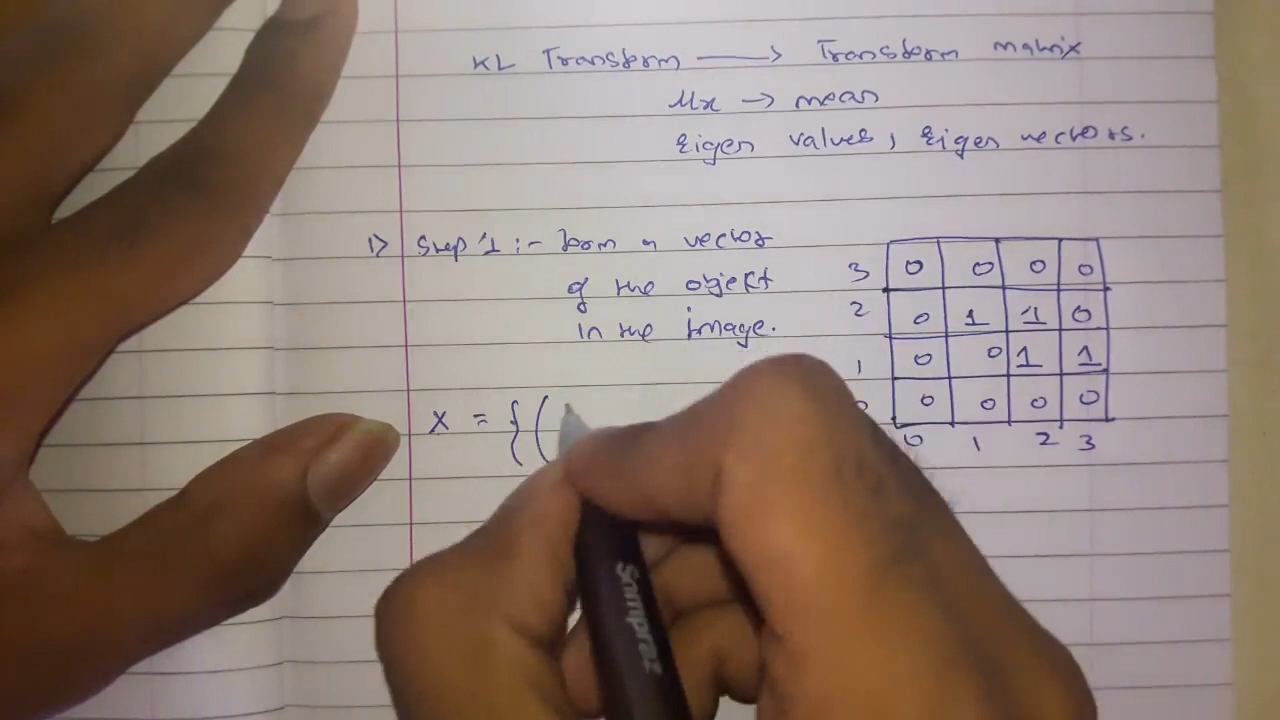 KL Transform → Transform matrix
Mx → mean
Eigen values, Eigen vectors.
1) Step 1:- form a vector
of the objekt
in the image.
3 0 0 0 0
2 0 1 1 0
1 0 0 1 1
0 0 0 0 0
0 1 2 3
X = {(
Sampraz